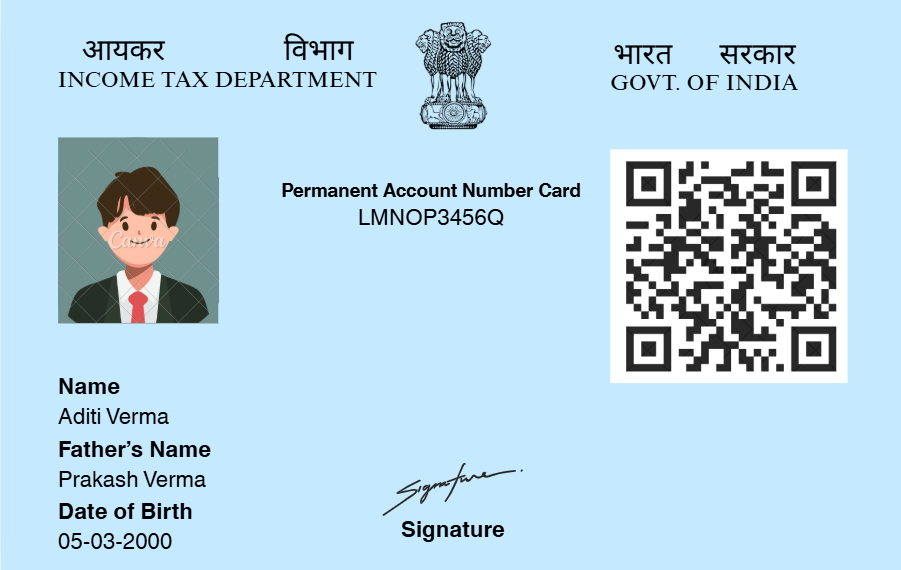 आयकर विभाग
INCOME TAX DEPARTMENT
भारत सरकार
GOVT. OF INDIA
Permanent Account Number Card
LMNOP3456Q
Canva
Name
Aditi Verma
Father's Name
Prakash Verma
Date of Birth
05-03-2000
Signature
Signature